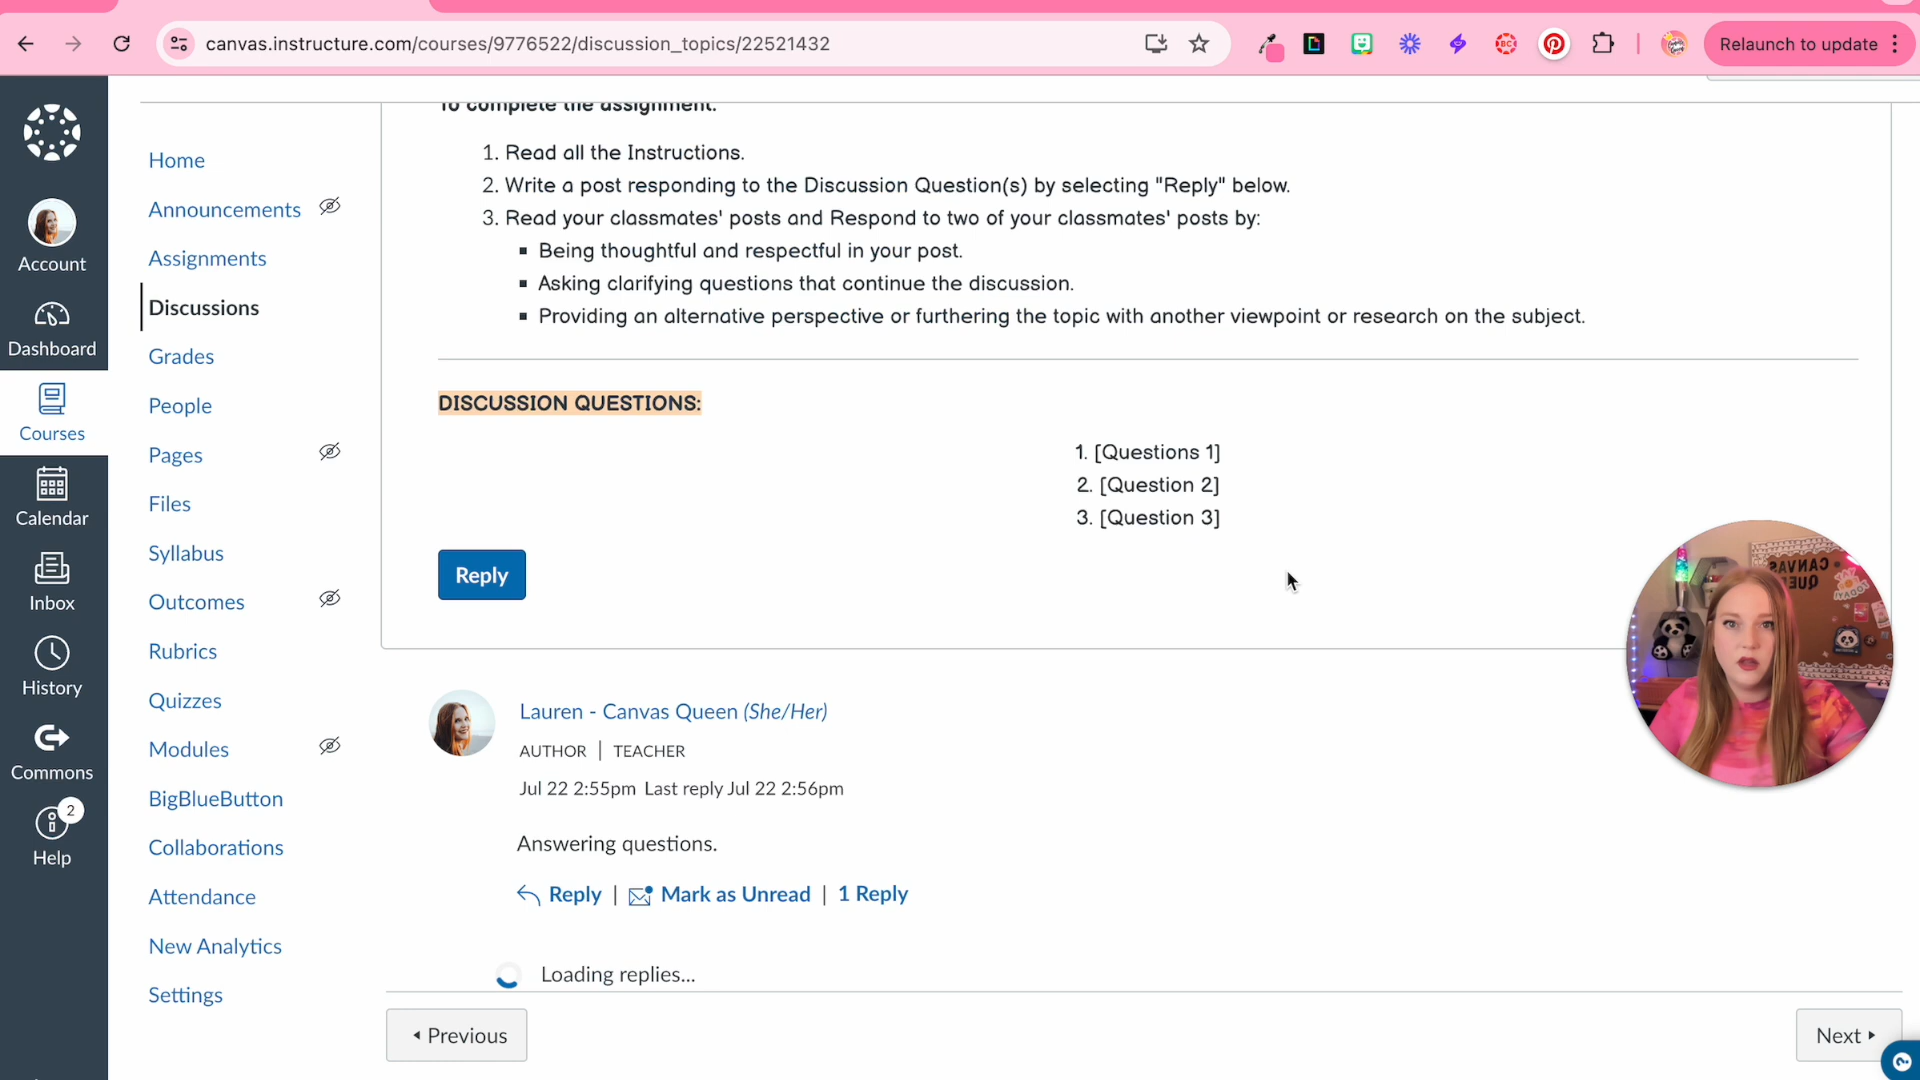 canvas.instructure.com/courses/9776522/discussion_topics/22521432
Relaunch to update
Account
Dashboard
Courses
Calendar
Inbox
History
Commons
2
Help
Home
Announcements
Assignments
Discussions
Grades
People
Pages
Files
Syllabus
Outcomes
Rubrics
Quizzes
Modules
BigBlueButton
Collaborations
Attendance
New Analytics
Settings
To complete the assignment:
1. Read all the Instructions.
2. Write a post responding to the Discussion Question(s) by selecting "Reply" below.
3. Read your classmates' posts and Respond to two of your classmates' posts by:
Being thoughtful and respectful in your post.
Asking clarifying questions that continue the discussion.
Providing an alternative perspective or furthering the topic with another viewpoint or research on the subject.
DISCUSSION QUESTIONS:
1. [Questions 1]
2. [Question 2]
3. [Question 3]
Reply
CANVAS
QUEEN
Lauren - Canvas Queen (She/Her)
AUTHOR | TEACHER
Jul 22 2:55pm Last reply Jul 22 2:56pm
Answering questions.
Reply | Mark as Unread | 1 Reply
Loading replies...
Previous
Next